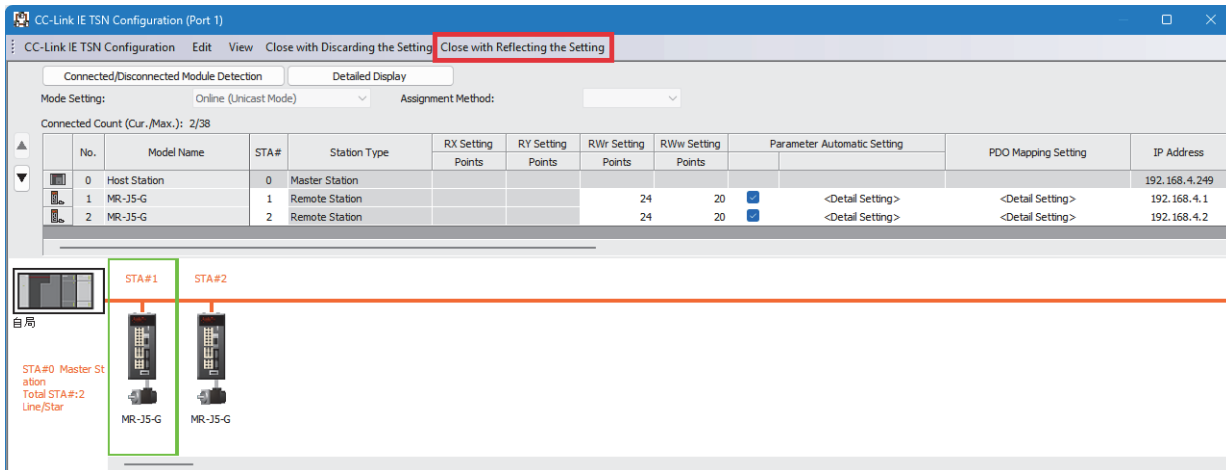 CC-Link IE TSN Configuration (Port 1)
CC-Link IE TSN Configuration Edit View Close with Discarding the Setting Close with Reflecting the Setting
Connected/Disconnected Module Detection Detailed Display
Mode Setting: Online (Unicast Mode) Assignment Method:
Connected Count (Cur./Max.): 2/38
No. Model Name STA# Station Type RX Setting RY Setting RWr Setting RWw Setting Parameter Automatic Setting PDO Mapping Setting IP Address
Points Points Points Points
0 Host Station 0 Master Station 192.168.4.249
1 MR-J5-G 1 Remote Station 24 20 <Detail Setting> <Detail Setting> 192.168.4.1
2 MR-J5-G 2 Remote Station 24 20 <Detail Setting> <Detail Setting> 192.168.4.2
STA#1 STA#2
自局
STA#0 Master St
ation
Total STA#:2
Line/Star
MR-J5-G MR-J5-G